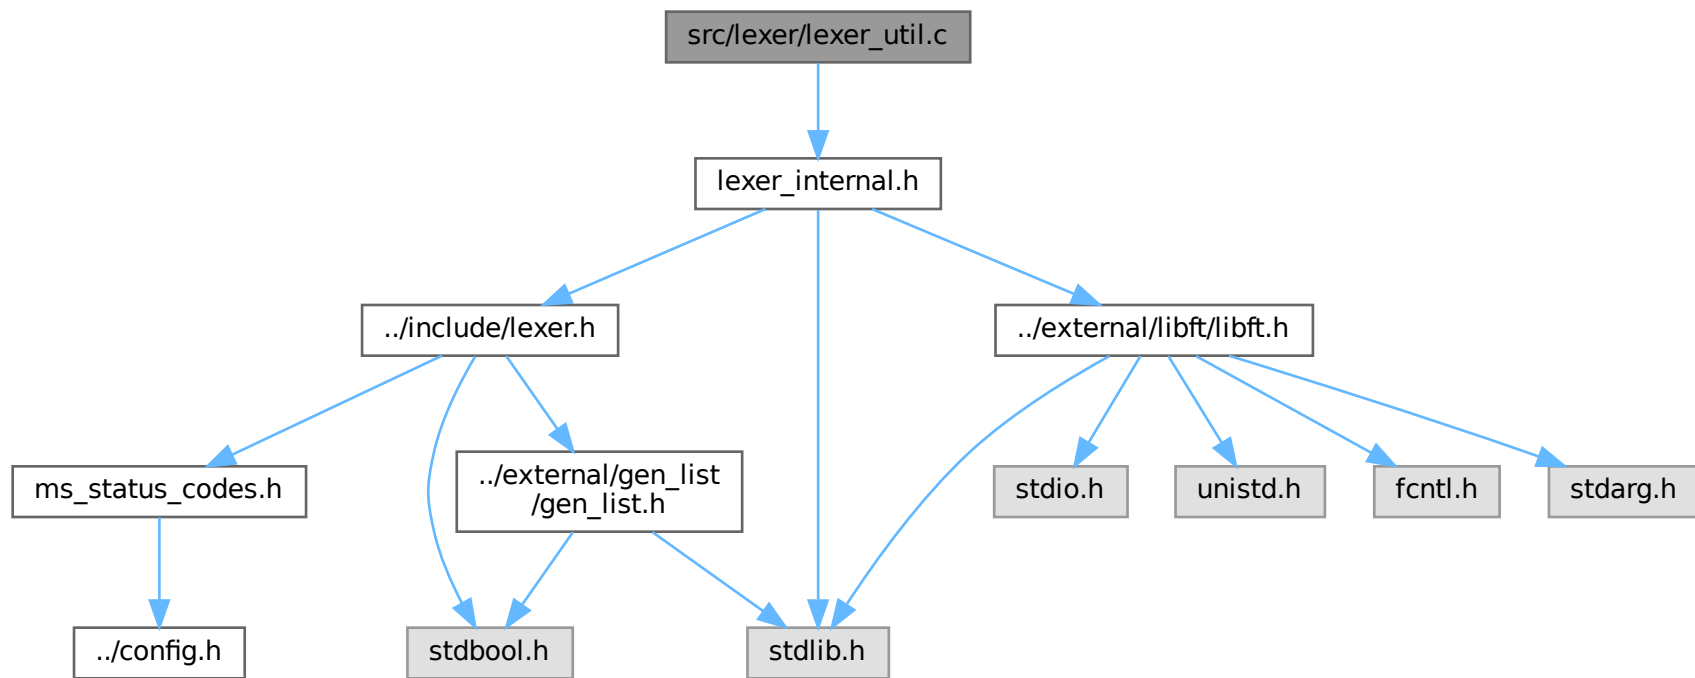 src/lexer/lexer_util.c
lexer_internal.h
../include/lexer.h
../external/libft/libft.h
ms_status_codes.h
../external/gen_list
/gen_list.h
stdio.h
unistd.h
fcntl.h
stdarg.h
../config.h
stdbool.h
stdlib.h